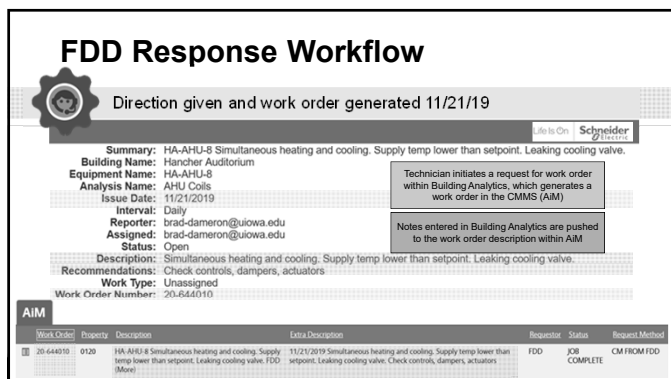 FDD Response Workflow
Direction given and work order generated 11/21/19
Life Is On Schneider Electric
Summary: HA-AHU-8 Simultaneous heating and cooling. Supply temp lower than setpoint. Leaking cooling valve.
Building Name: Hancher Auditorium
Equipment Name: HA-AHU-8
Analysis Name: AHU Coils
Issue Date: 11/21/2019
Interval: Daily
Reporter: brad-dameron@uiowa.edu
Assigned: brad-dameron@uiowa.edu
Status: Open
Description: Simultaneous heating and cooling. Supply temp lower than setpoint. Leaking cooling valve.
Recommendations: Check controls, dampers, actuators
Work Type: Unassigned
Work Order Number: 20-644010
Technician initiates a request for work order
within Building Analytics, which generates a
work order in the CMMS (AiM)
Notes entered in Building Analytics are pushed
to the work order description within AiM
AiM
Work Order Property Description Extra Description Requestor Status Request Method
20-644010 0120 HA-AHU-8 Simultaneous heating and cooling. Supply 11/21/2019 Simultaneous heating and cooling. Supply temp lower than FDD JOB CM FROM FDD
temp lower than setpoint. Leaking cooling valve. FDD setpoint. Leaking cooling valve. Check controls, dampers, actuators COMPLETE
(More)